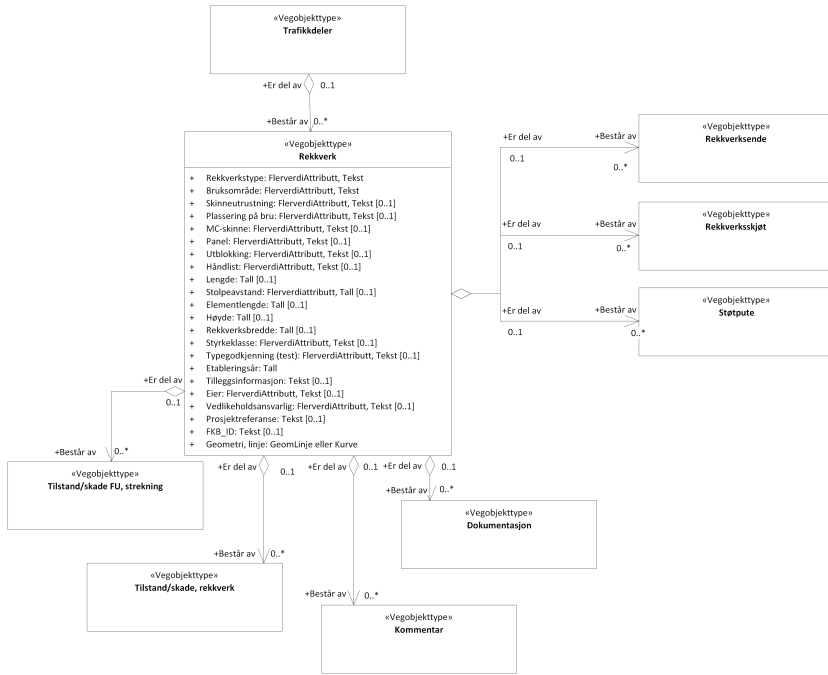 «Vegobjekttype»
Trafikkdeler
+Er del av 0..1
+Består av 0..*
«Vegobjekttype»
Rekkverk
+ Rekkverkstype: FlerverdiAttributt, Tekst
+ Bruksområde: FlerverdiAttributt, Tekst
+ Skinneutrustning: FlerverdiAttributt, Tekst [0..1]
+ Plassering på bru: FlerverdiAttributt, Tekst [0..1]
+ MC-skinne: FlerverdiAttributt, Tekst [0..1]
+ Panel: FlerverdiAttributt, Tekst [0..1]
+ Utblokking: FlerverdiAttributt, Tekst [0..1]
+ Håndlist: FlerverdiAttributt, Tekst [0..1]
+ Lengde: Tall [0..1]
+ Stolpeavstand: Flerverdiattributt, Tall [0..1]
+ Elementlengde: Tall [0..1]
+ Høyde: Tall [0..1]
+ Rekkverksbredde: Tall [0..1]
+ Styrkeklasse: FlerverdiAttributt, Tekst [0..1]
+ Typegodkjenning (test): FlerverdiAttributt, Tekst [0..1]
+ Etableringsår: Tall
+ Tilleggsinformasjon: Tekst [0..1]
+ Eier: FlerverdiAttributt, Tekst [0..1]
+ Vedlikeholdsansvarlig: FlerverdiAttributt, Tekst [0..1]
+ Prosjektreferanse: Tekst [0..1]
+ FKB_ID: Tekst [0..1]
+ Geometri, linje: GeomLinje eller Kurve
+Er del av +Består av
0..1 0..*
«Vegobjekttype»
Rekkverksende
+Er del av +Består av
0..1 0..*
«Vegobjekttype»
Rekkverksskjøt
+Er del av +Består av
0..1 0..*
«Vegobjekttype»
Støtpute
+Er del av
0..1
+Består av 0..*
«Vegobjekttype»
Tilstand/skade FU, strekning
+Er del av 0..1
+Består av 0..*
«Vegobjekttype»
Tilstand/skade, rekkverk
+Er del av 0..1
+Består av 0..*
«Vegobjekttype»
Kommentar
+Er del av 0..1
+Består av 0..*
«Vegobjekttype»
Dokumentasjon